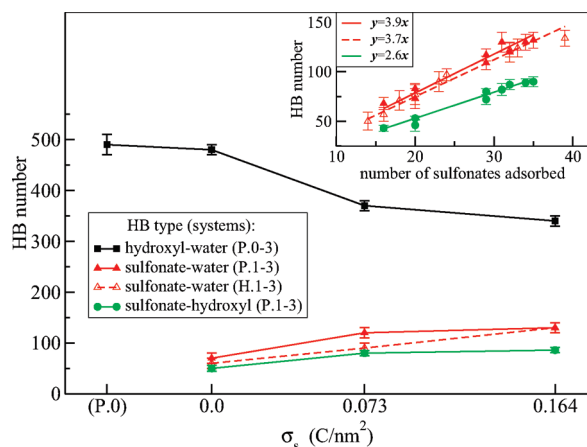 150
100
50
HB number
y=3.9x
y=3.7x
y=2.6x
10
20
30
40
number of sulfonates adsorbed
500
400
300
200
100
0
HB number
HB type (systems):
hydroxyl-water (P.0-3)
sulfonate-water (P.1-3)
sulfonate-water (H.1-3)
sulfonate-hydroxyl (P.1-3)
(P.0)
0.0
0.073
0.164
σs (C/nm²)